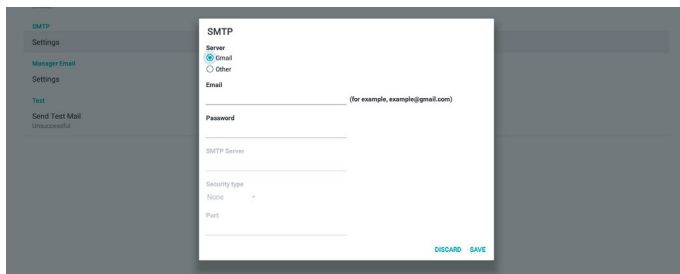 SMTP
Settings
Manager Email
Settings
Test
Send Test Mail
Unsuccessful
SMTP
Server
Gmail
Other
Email
(for example, example@gmail.com)
Password
SMTP Server
Security type
None
Port
DISCARD SAVE